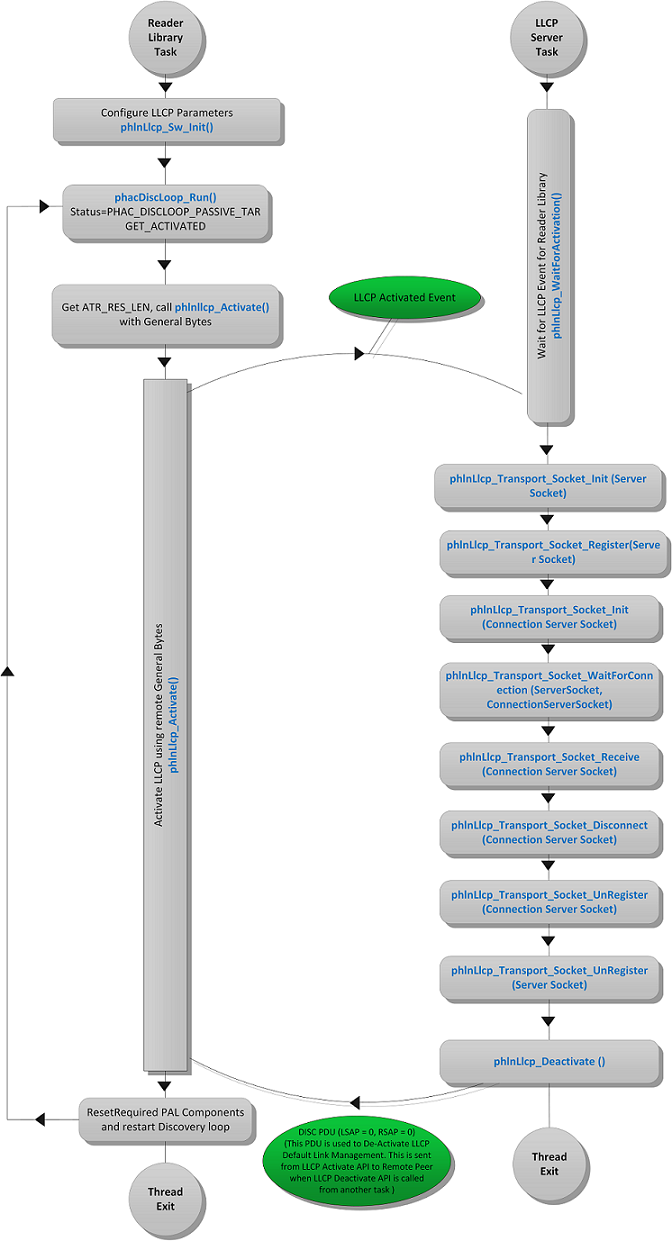 Reader
Library
Task
Configure LLCP Parameters
phlnLlcp_Sw_Init()
phacDiscLoop_Run()
Status=PHAC_DISCLOOP_PASSIVE_TAR
GET_ACTIVATED
Get ATR_RES_LEN, call phlnllcp_Activate()
with General Bytes
Activate LLCP using remote General Bytes
phlnLlcp_Activate()
ResetRequired PAL Components
and restart Discovery loop
Thread
Exit
LLCP Activated Event
DISC PDU (LSAP = 0, RSAP = 0)
(This PDU is used to De-Activate LLCP
Default Link Management. This is sent
from LLCP Activate API to Remote Peer
when LLCP Deactivate API is called
from another task )
LLCP
Server
Task
Wait for LLCP Event for Reader Library
phlnLlcp_WaitForActivation()
phlnLlcp_Transport_Socket_Init (Server
Socket)
phlnLlcp_Transport_Socket_Register(Serve
r Socket)
phlnLlcp_Transport_Socket_Init
(Connection Server Socket)
phlnLlcp_Transport_Socket_WaitForConn
ection (ServerSocket,
ConnectionServerSocket)
phlnLlcp_Transport_Socket_Receive
(Connection Server Socket)
phlnLlcp_Transport_Socket_Disconnect
(Connection Server Socket)
phlnLlcp_Transport_Socket_UnRegister
(Connection Server Socket)
phlnLlcp_Transport_Socket_UnRegister
(Server Socket)
phlnLlcp_Deactivate ()
Thread
Exit